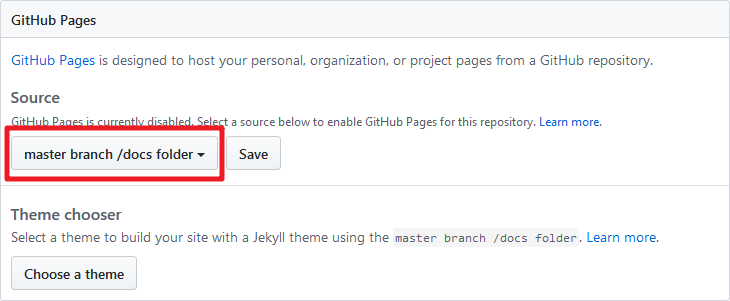 GitHub Pages
GitHub Pages is designed to host your personal, organization, or project pages from a GitHub repository.
Source
GitHub Pages is currently disabled. Select a source below to enable GitHub Pages for this repository. Learn more.
master branch /docs folder
Save
Theme chooser
Select a theme to build your site with a Jekyll theme using the master branch /docs folder. Learn more.
Choose a theme